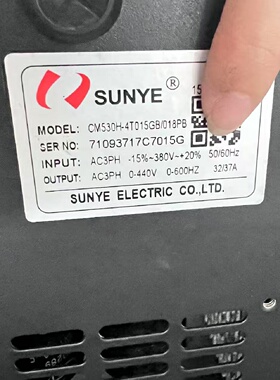 SUNYE ®
MODEL: CM530H-4T015GB/018PB
SER NO: 71093717C7015G
INPUT: AC3PH -15%~380V~+20% 50/60Hz
OUTPUT: AC3PH 0-440V 0-600HZ 32/37A
SUNYE ELECTRIC CO.,LTD.